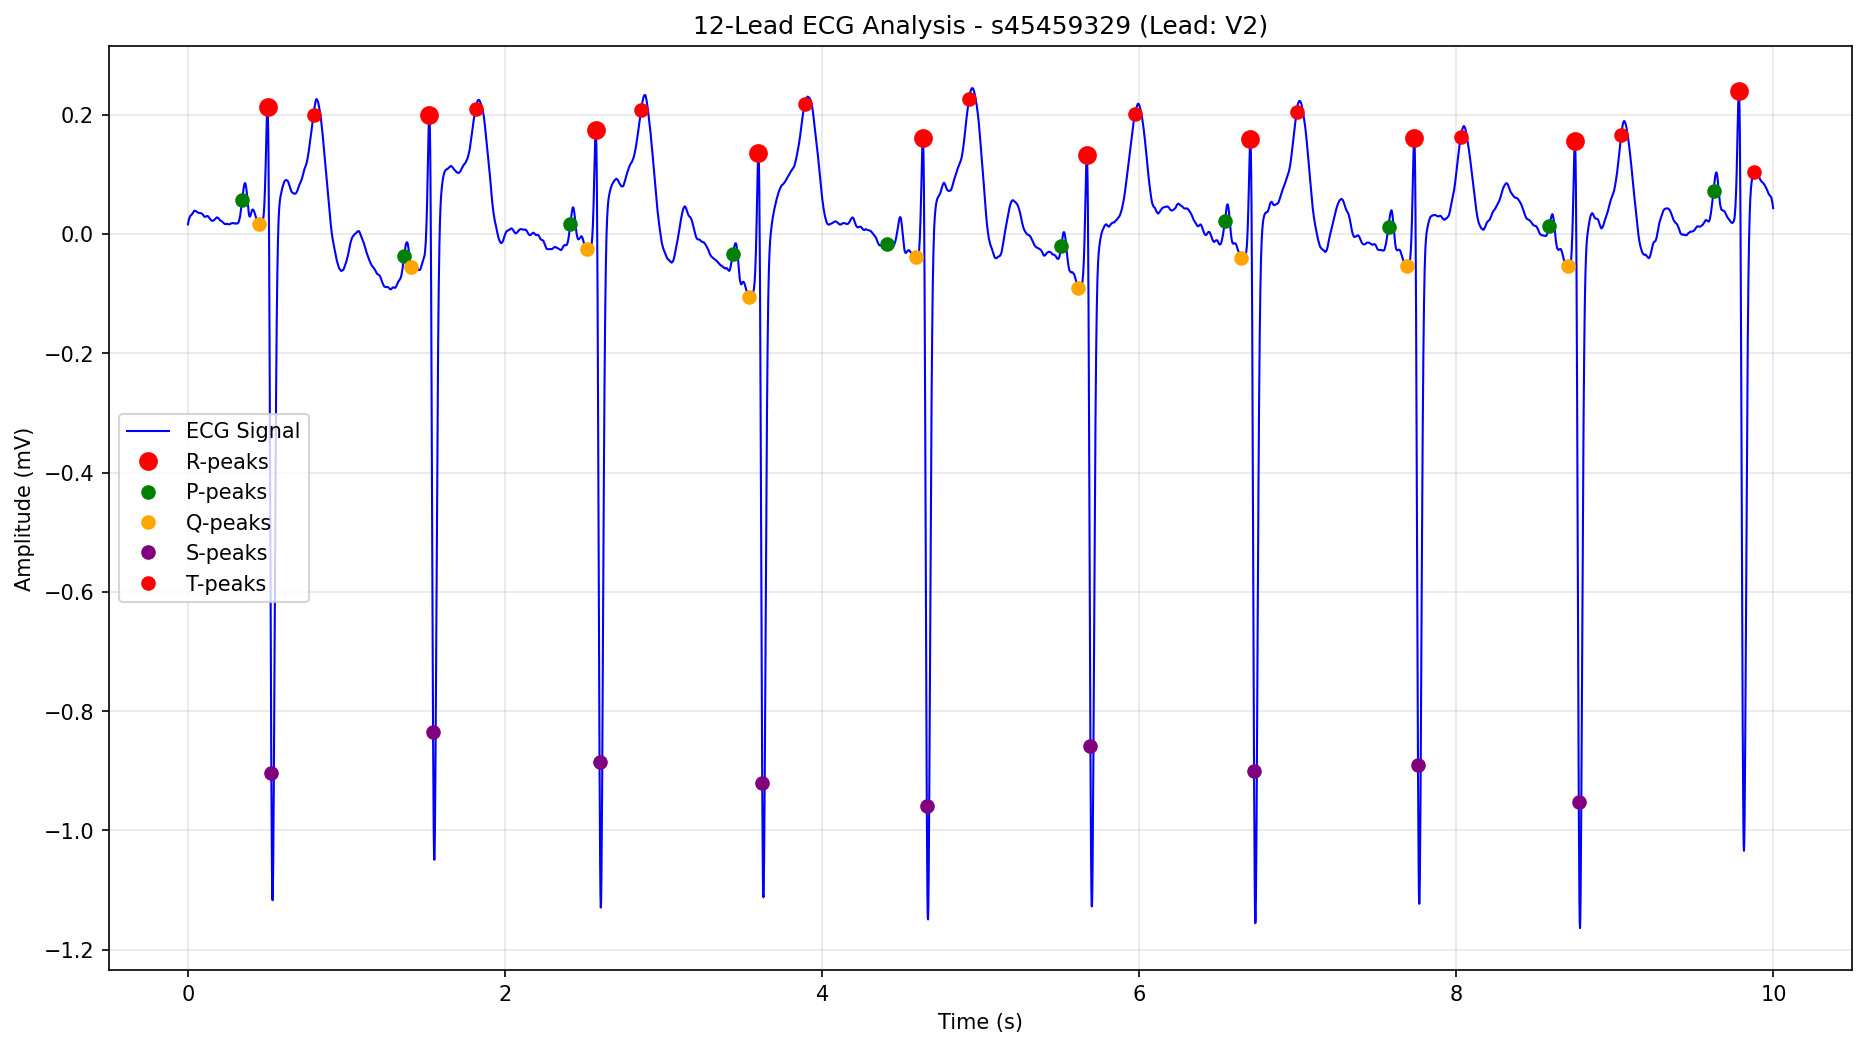 12-Lead ECG Analysis - s45459329 (Lead: V2)
Amplitude (mV)
0.2
0.0
−0.2
−0.4
−0.6
−0.8
−1.0
−1.2
ECG Signal
R-peaks
P-peaks
Q-peaks
S-peaks
T-peaks
0 2 4 6 8 10
Time (s)